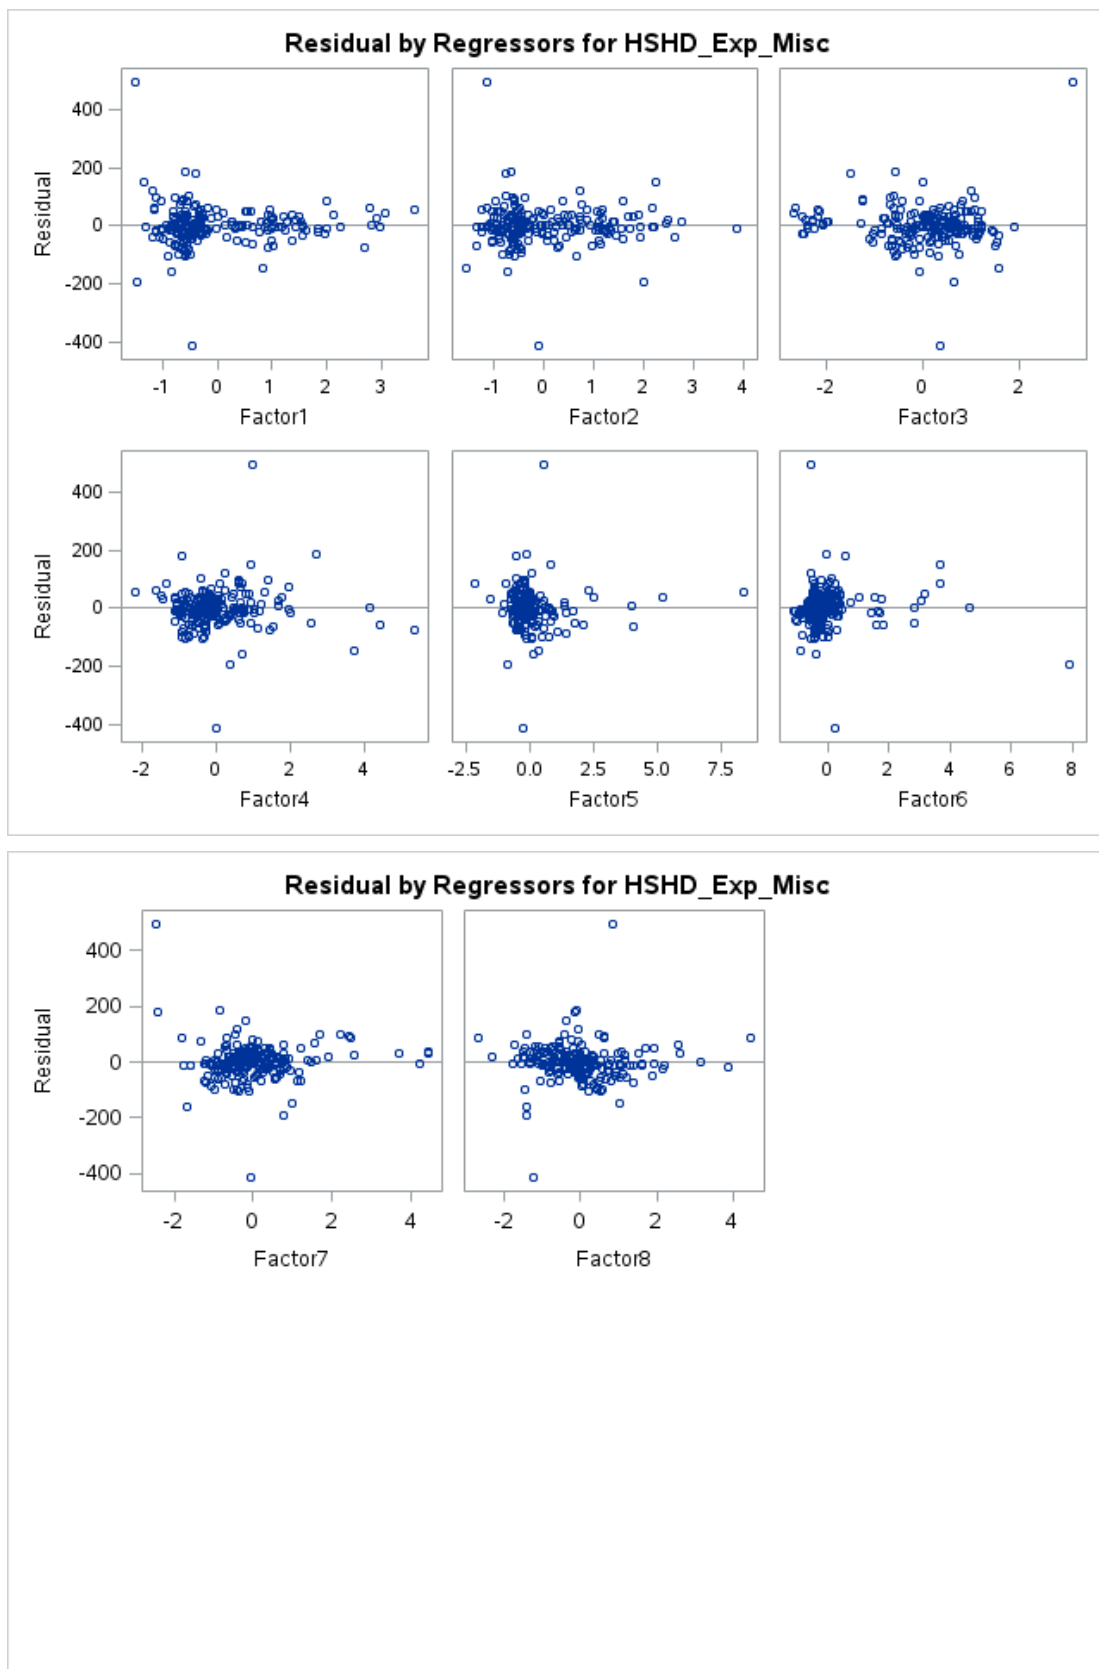 Residual by Regressors for HSHD_Exp_Misc
Residual
400
200
0
-200
-400
-1 0 1 2 3
Factor1
-1 0 1 2 3 4
Factor2
-2 0 2
Factor3
Residual
400
200
0
-200
-400
-2 0 2 4
Factor4
-2.5 0.0 2.5 5.0 7.5
Factor5
0 2 4 6 8
Factor6
Residual by Regressors for HSHD_Exp_Misc
Residual
400
200
0
-200
-400
-2 0 2 4
Factor7
-2 0 2 4
Factor8